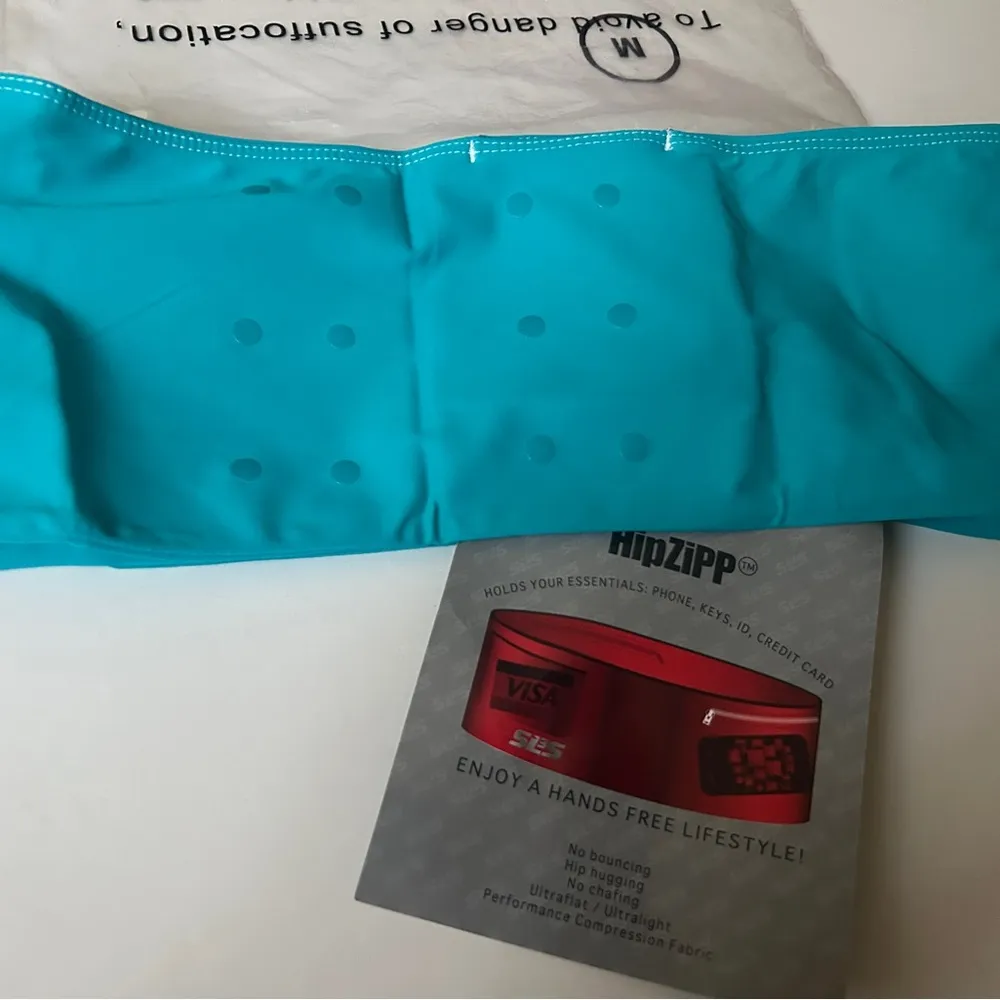 To avoid danger of suffocation,
M
HipZiPP™
HOLDS YOUR ESSENTIALS: PHONE, KEYS, ID, CREDIT CARD
VISA
SLS
ENJOY A HANDS FREE LIFESTYLE!
No bouncing
Hip hugging
No chafing
Ultraflat / Ultralight
Performance Compression Fabric